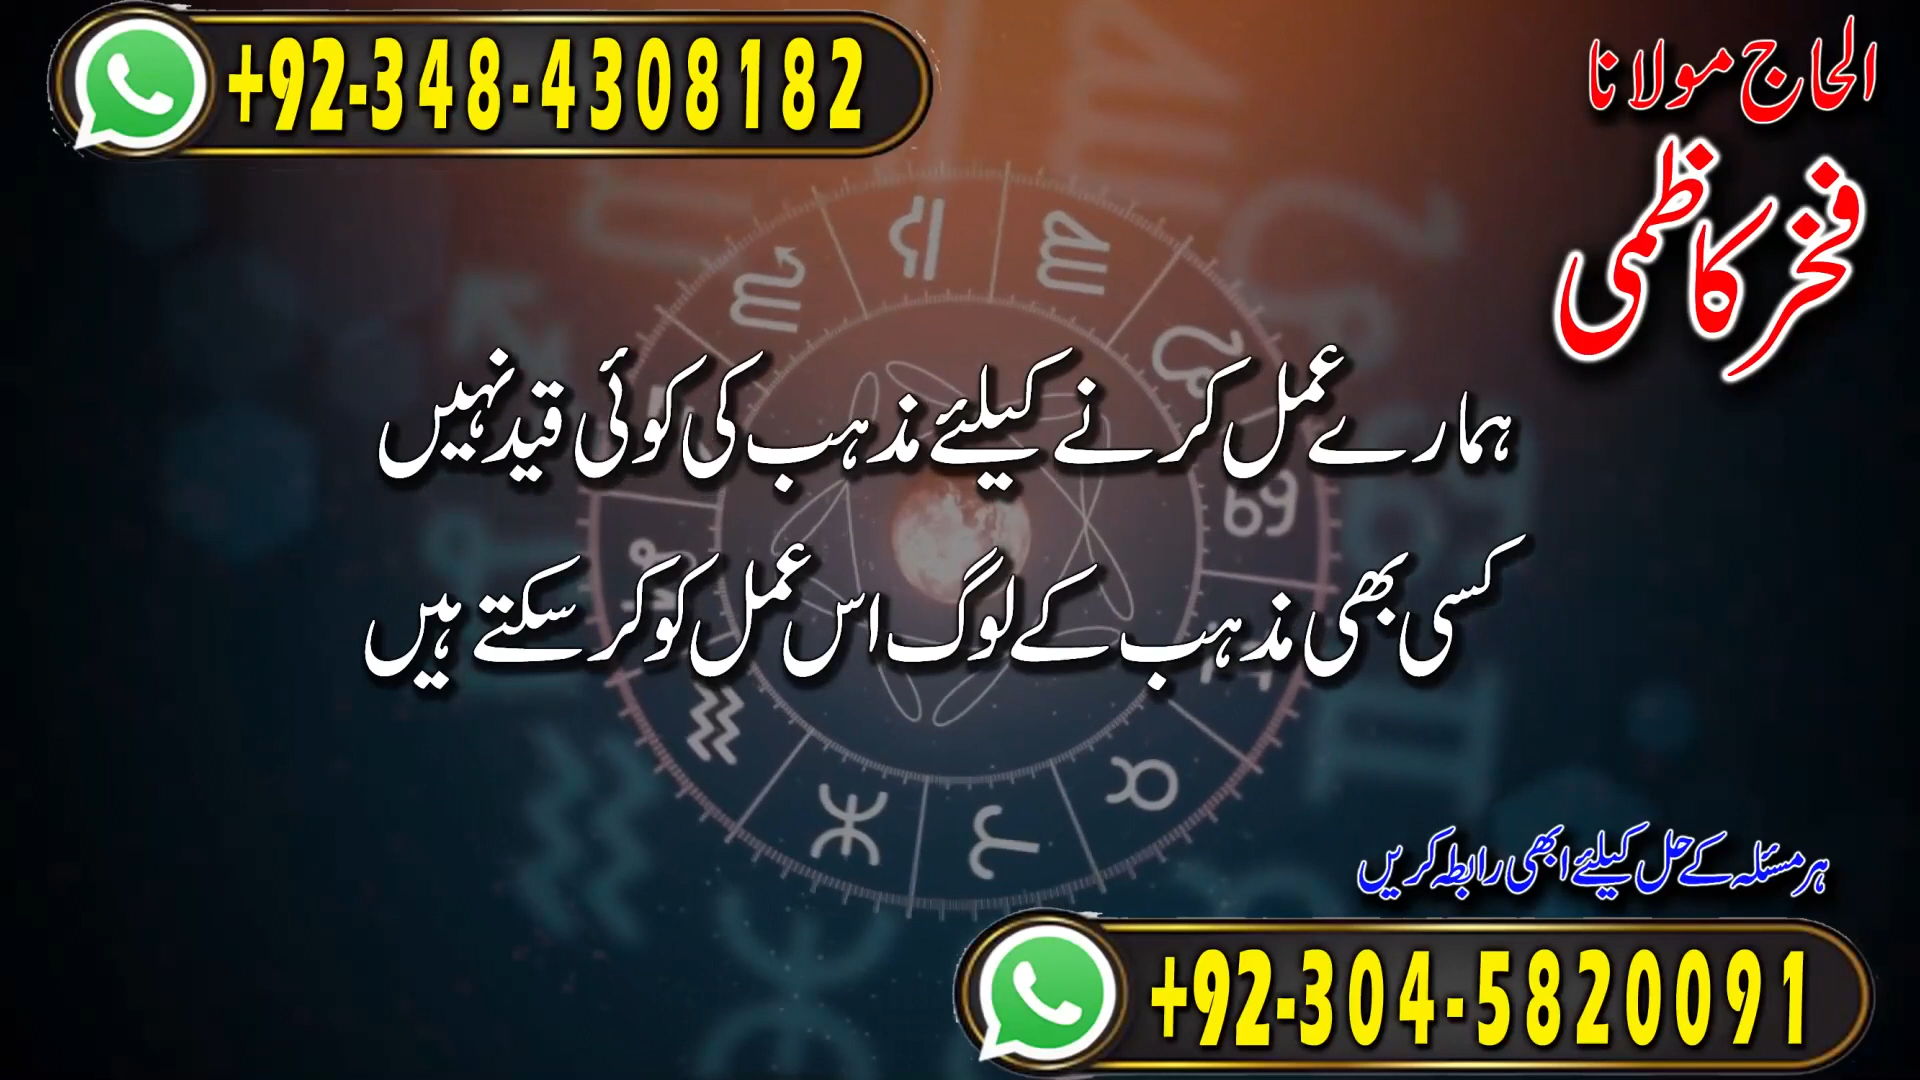 +92-348-4308182
الحاج مولانا
فخر کاظمی
ہمارے عمل کرنے کیلئے مذہب کی کوئی قید نہیں
کسی بھی مذہب کے لوگ اس عمل کو کر سکتے ہیں
ہر مسئلہ کے حل کیلئے ابھی رابطہ کریں
+92-304-5820091